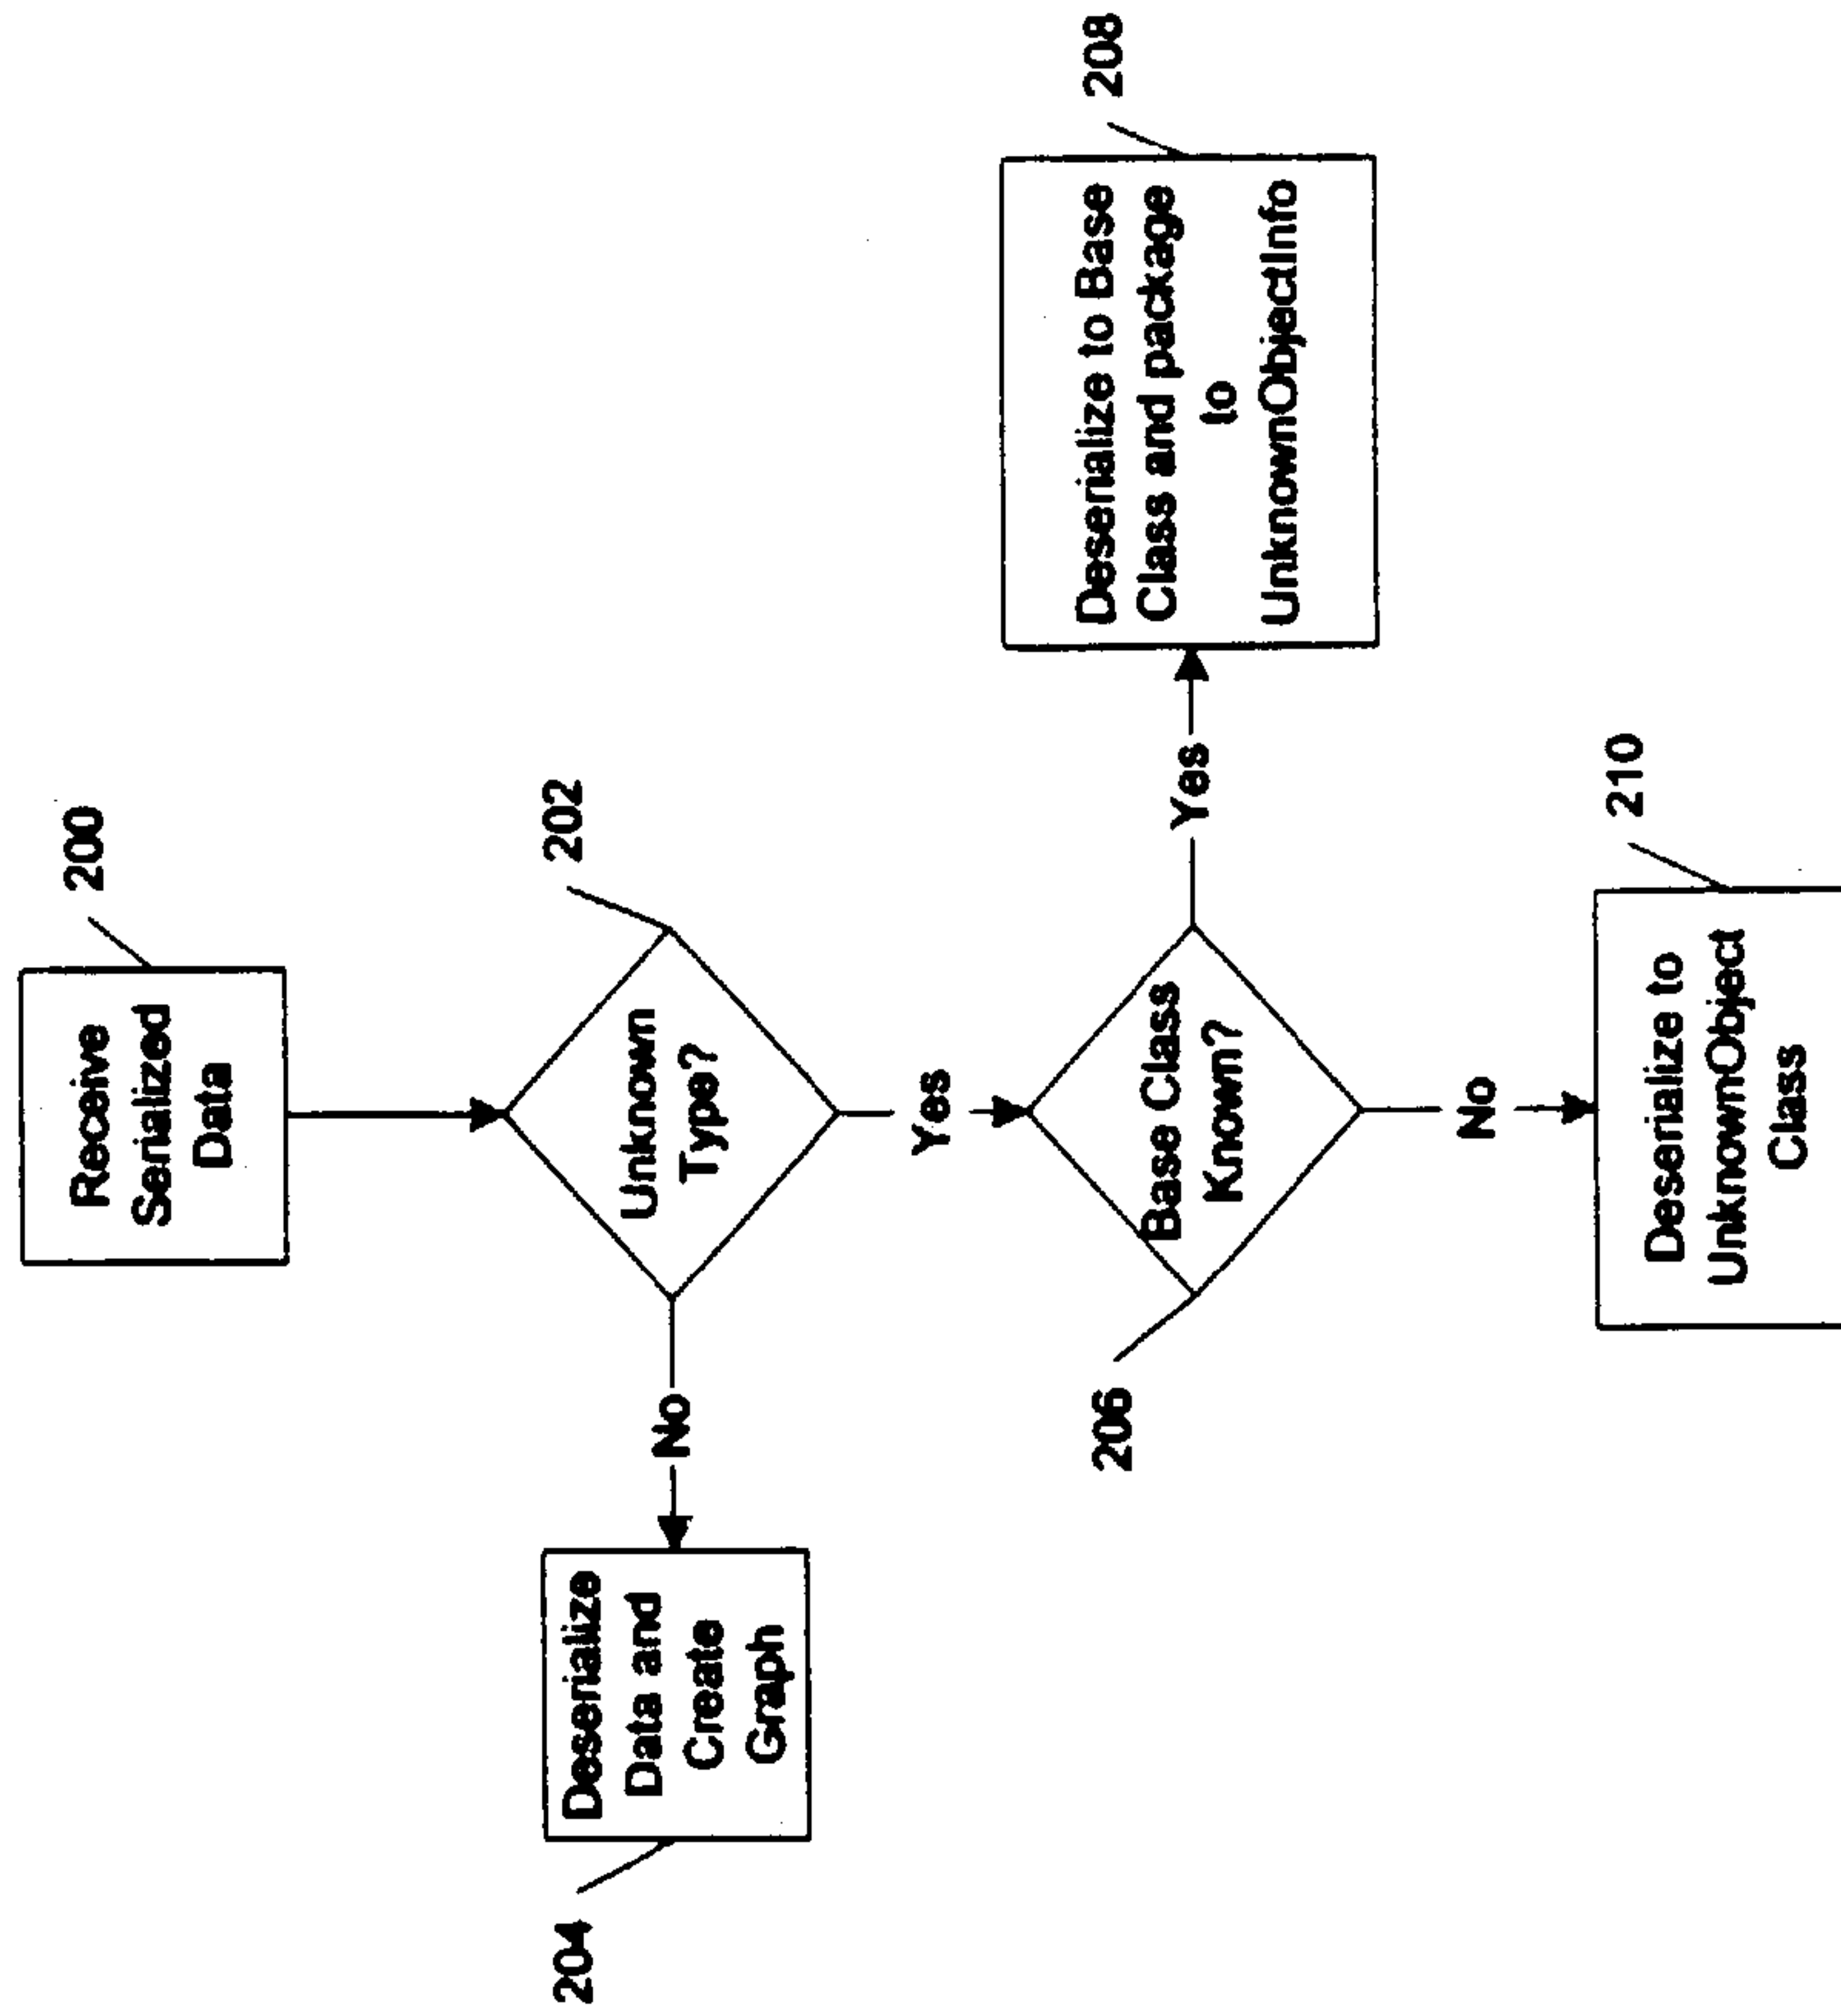 200
Receive
Serialized
Data
202
Unknown
Type?
No
204
Deserialize
Data and
Create
Graph
Yes
206
Base Class
Known?
Yes
208
Deserialize to Base
Class and package
to
UnknownObjectInfo
No
210
Deserialize to
UnknownObject
Class